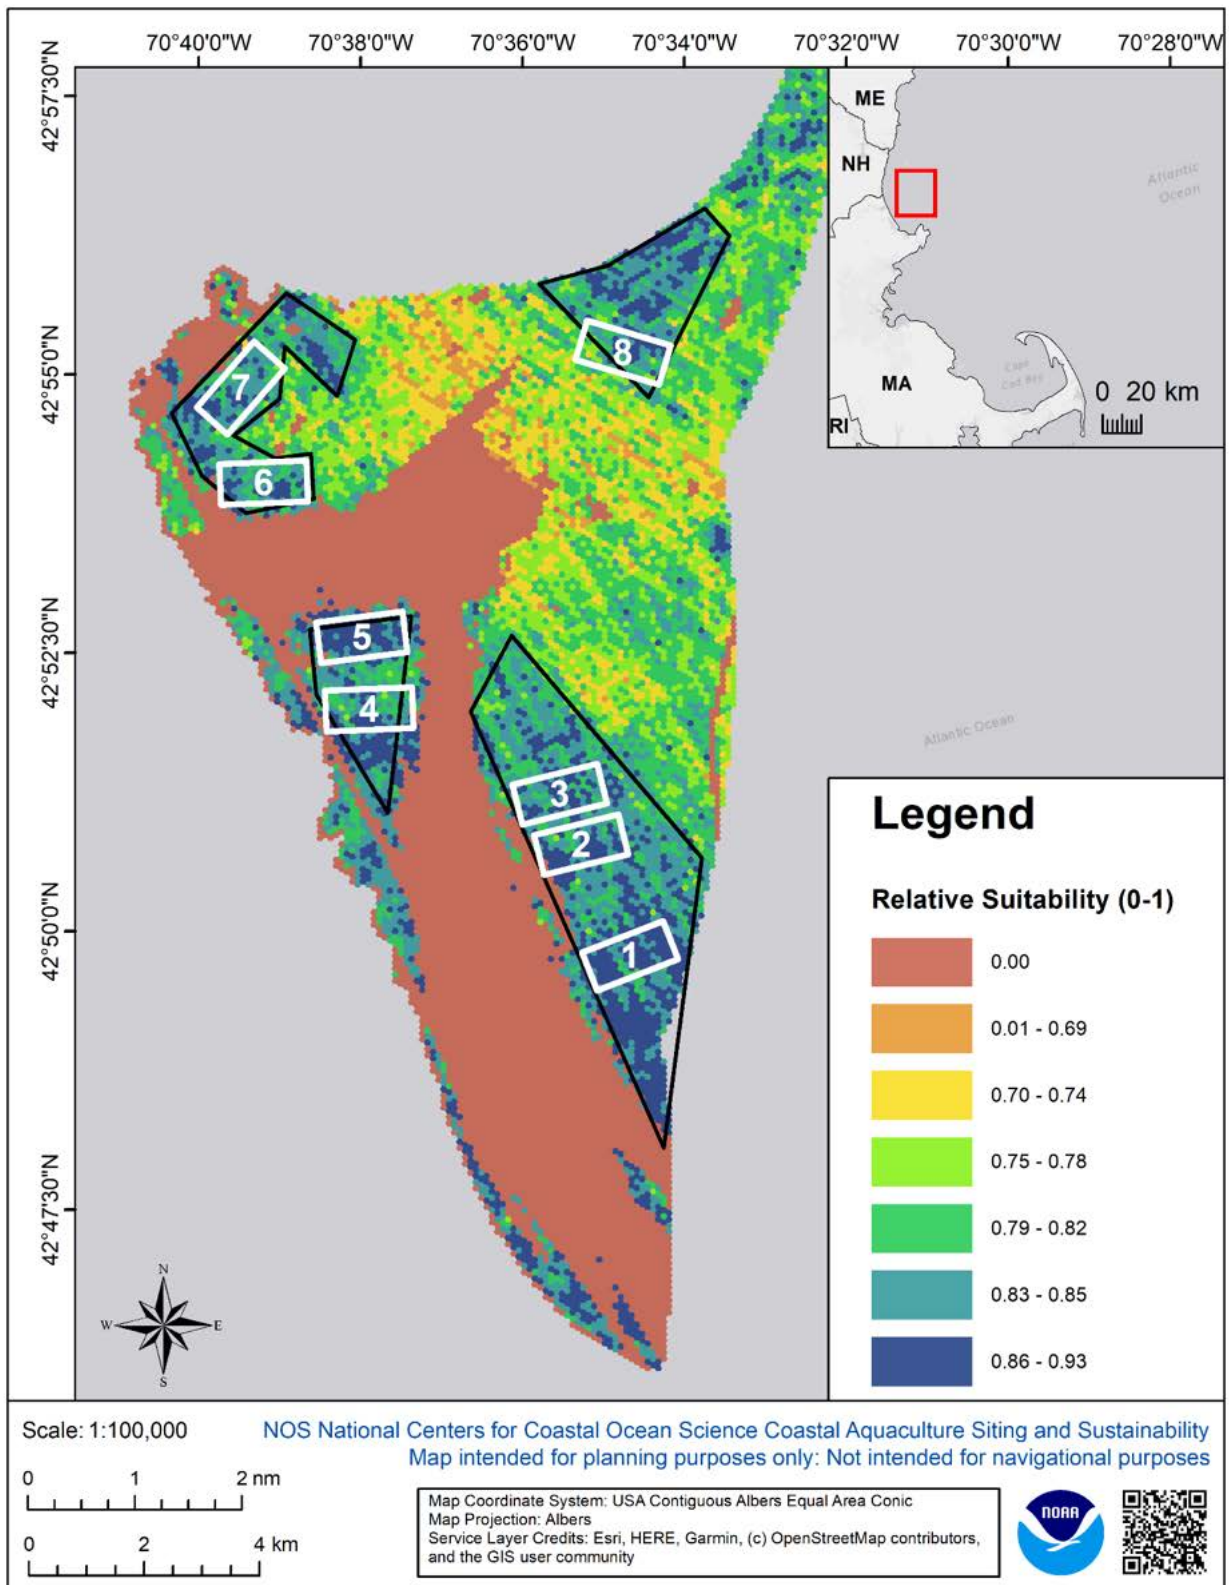 70°40'0"W 70°38'0"W 70°36'0"W 70°34'0"W 70°32'0"W 70°30'0"W 70°28'0"W
42°57'30"N
42°55'0"N
42°52'30"N
42°50'0"N
42°47'30"N
ME
NH
Atlantic
Ocean
MA
Cape
Cod Bay
RI
0 20 km
8
7
6
5
4
3
2
1
Atlantic Ocean
N
W E
S
Legend
Relative Suitability (0-1)
0.00
0.01 - 0.69
0.70 - 0.74
0.75 - 0.78
0.79 - 0.82
0.83 - 0.85
0.86 - 0.93
Scale: 1:100,000
NOS National Centers for Coastal Ocean Science Coastal Aquaculture Siting and Sustainability
Map intended for planning purposes only: Not intended for navigational purposes
0 1 2 nm
0 2 4 km
Map Coordinate System: USA Contiguous Albers Equal Area Conic
Map Projection: Albers
Service Layer Credits: Esri, HERE, Garmin, (c) OpenStreetMap contributors,
and the GIS user community
NOAA